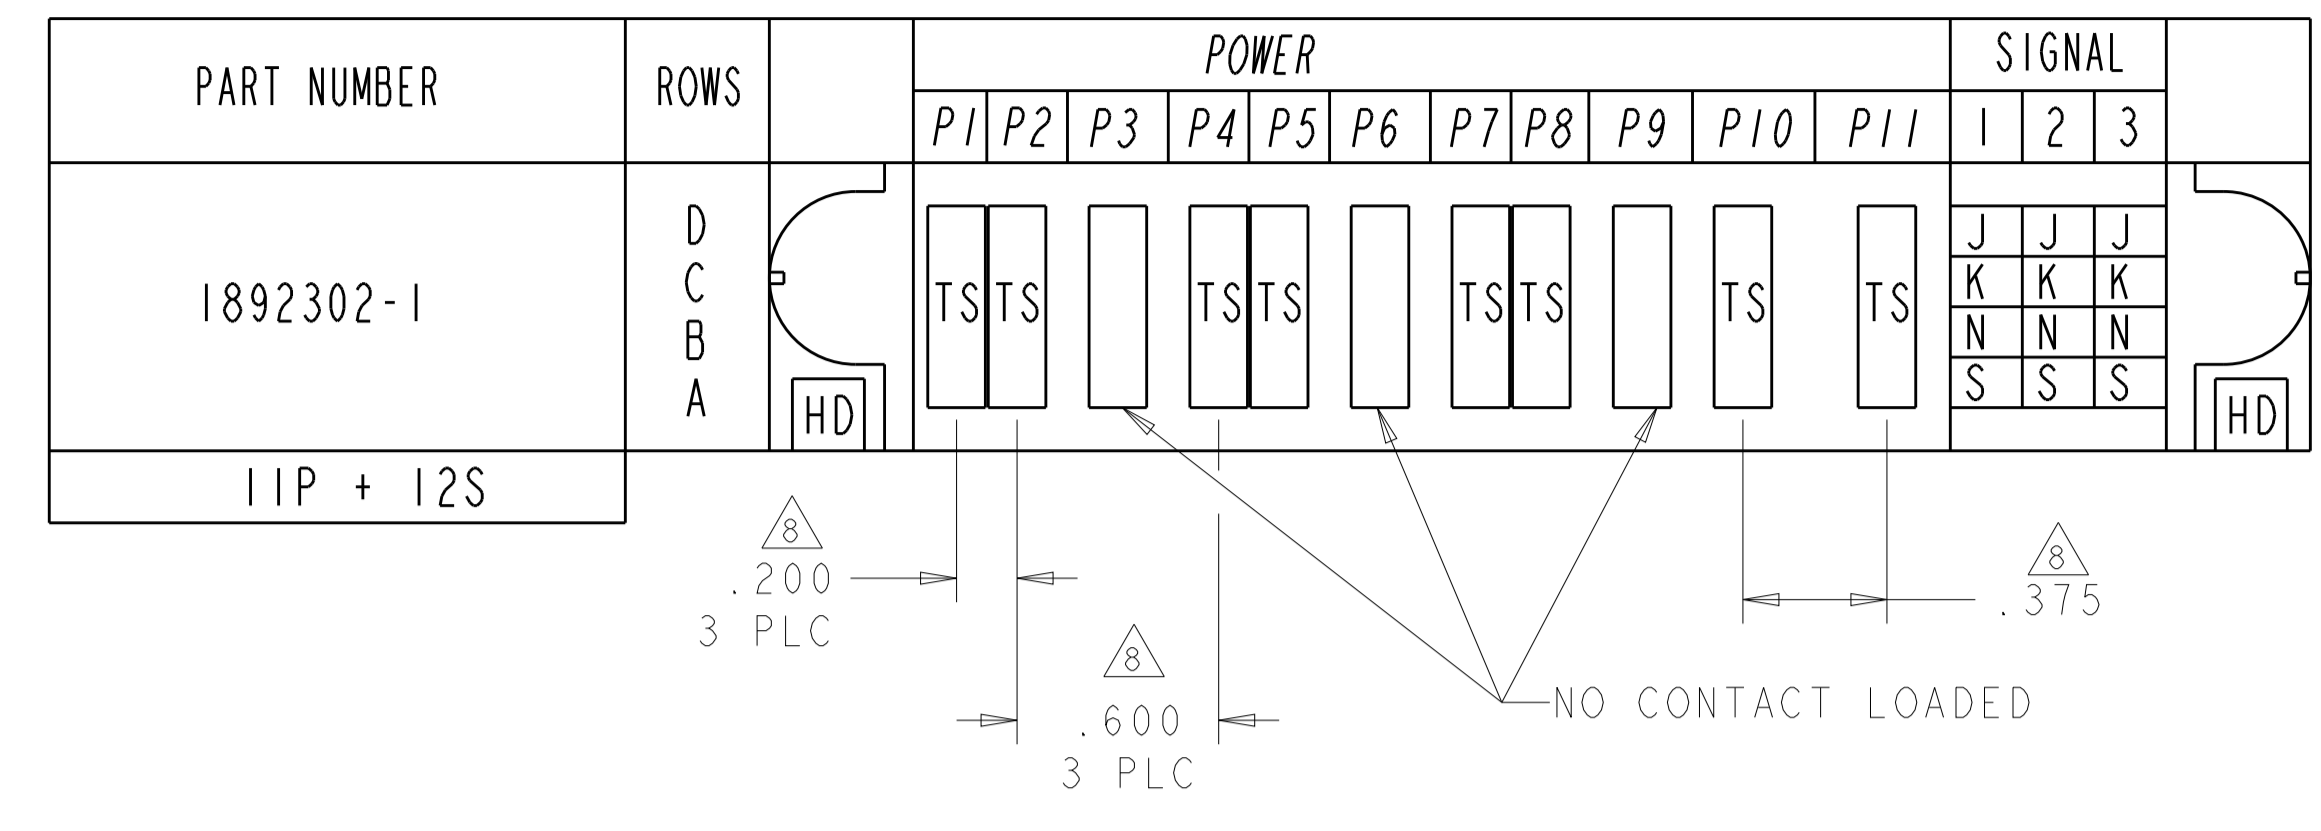 PART NUMBER ROWS POWER SIGNAL
P1 P2 P3 P4 P5 P6 P7 P8 P9 P10 P11 1 2 3
1892302-1
D
C
B
A
HD
TS TS TS TS TS TS TS TS
J J J
K K K
N N N
S S S
HD
11P + 12S
8
.200
3 PLC
8
.600
3 PLC
8
.375
NO CONTACT LOADED